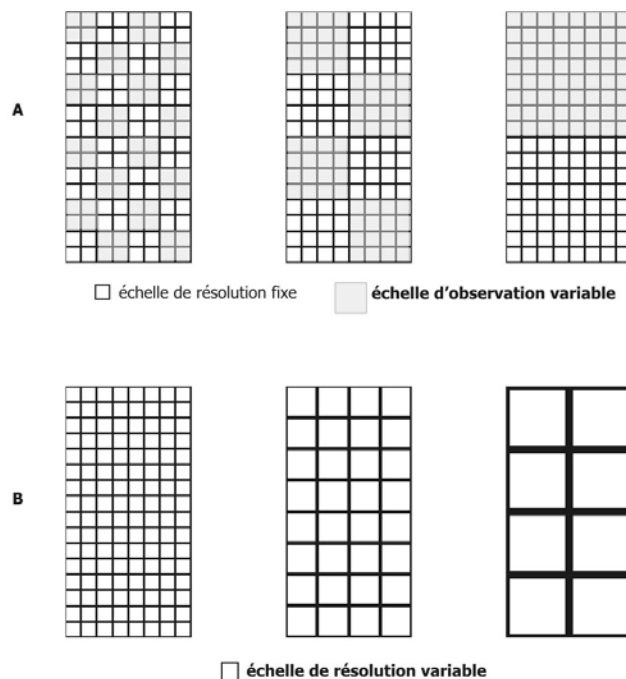 A
échelle de résolution fixe
échelle d'observation variable
B
échelle de résolution variable